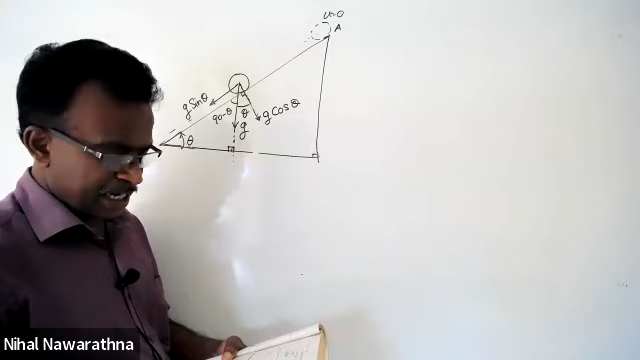 u=0
A
g Sinθ
90-θ
θ
g Cosθ
g
θ
Nihal Nawarathna